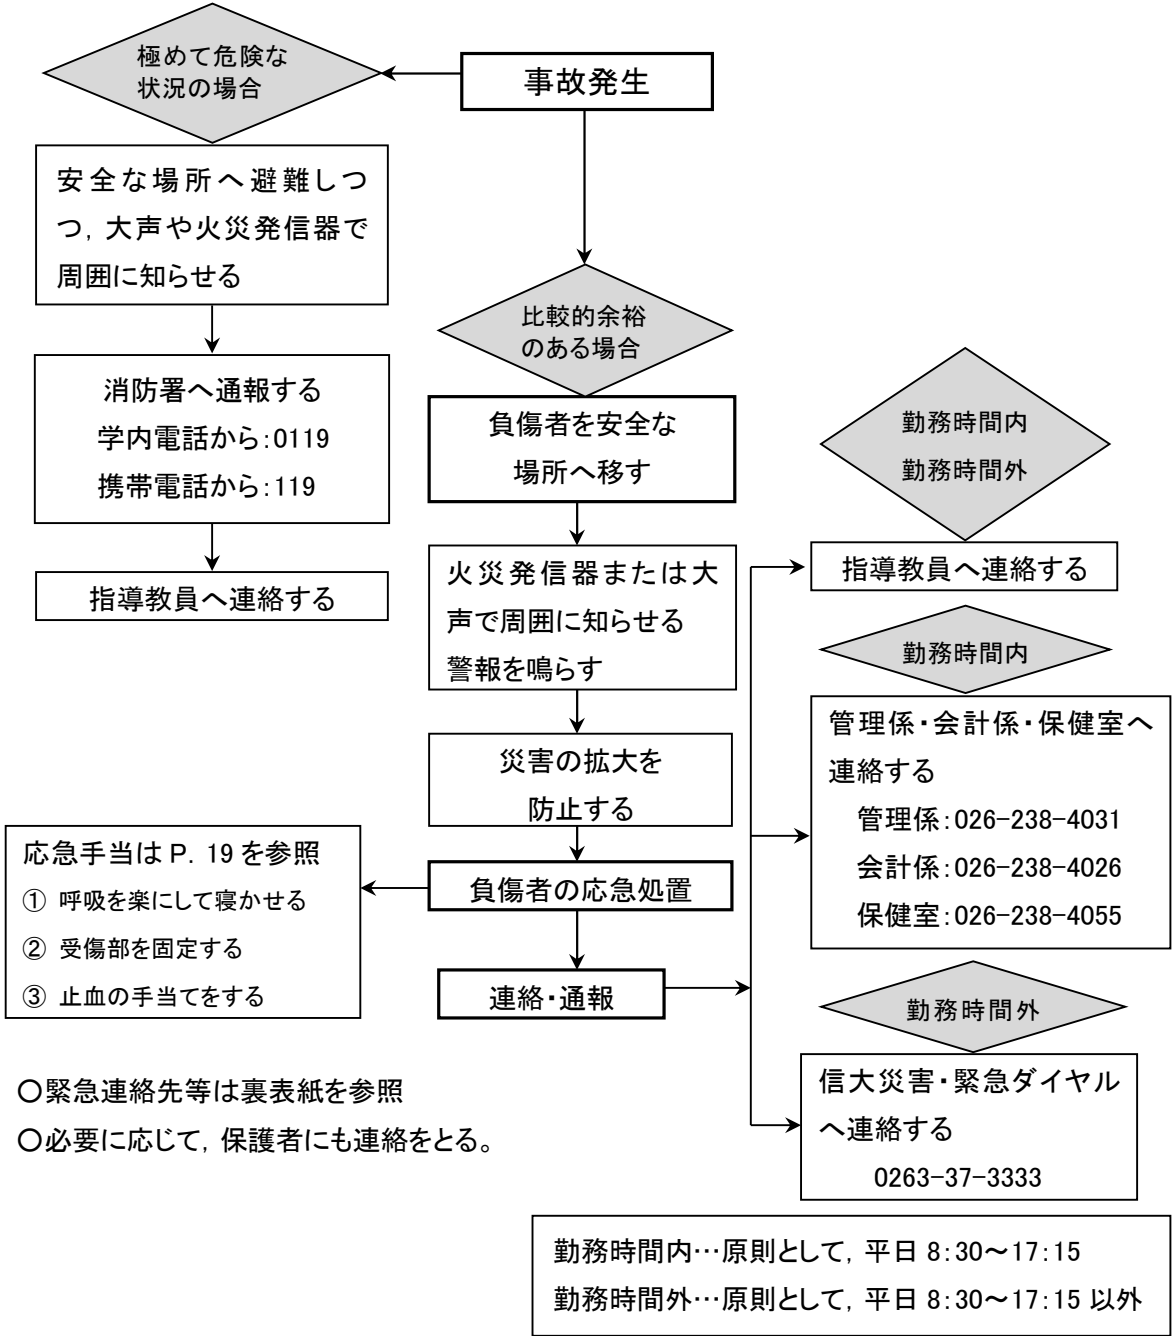 事故発生
極めて危険な
状況の場合
安全な場所へ避難しつ
つ，大声や火災発信器で
周囲に知らせる
消防署へ通報する
学内電話から：0119
携帯電話から：119
指導教員へ連絡する
比較的余裕
のある場合
負傷者を安全な
場所へ移す
火災発信器または大
声で周囲に知らせる
警報を鳴らす
災害の拡大を
防止する
負傷者の応急処置
応急手当は P. 19 を参照
① 呼吸を楽にして寝かせる
② 受傷部を固定する
③ 止血の手当てをする
連絡・通報
勤務時間内
勤務時間外
指導教員へ連絡する
勤務時間内
管理係・会計係・保健室へ
連絡する
管理係：026-238-4031
会計係：026-238-4026
保健室：026-238-4055
勤務時間外
信大災害・緊急ダイヤル
へ連絡する
0263-37-3333
○緊急連絡先等は裏表紙を参照
○必要に応じて，保護者にも連絡をとる。
勤務時間内…原則として，平日 8：30～17：15
勤務時間外…原則として，平日 8：30～17：15 以外